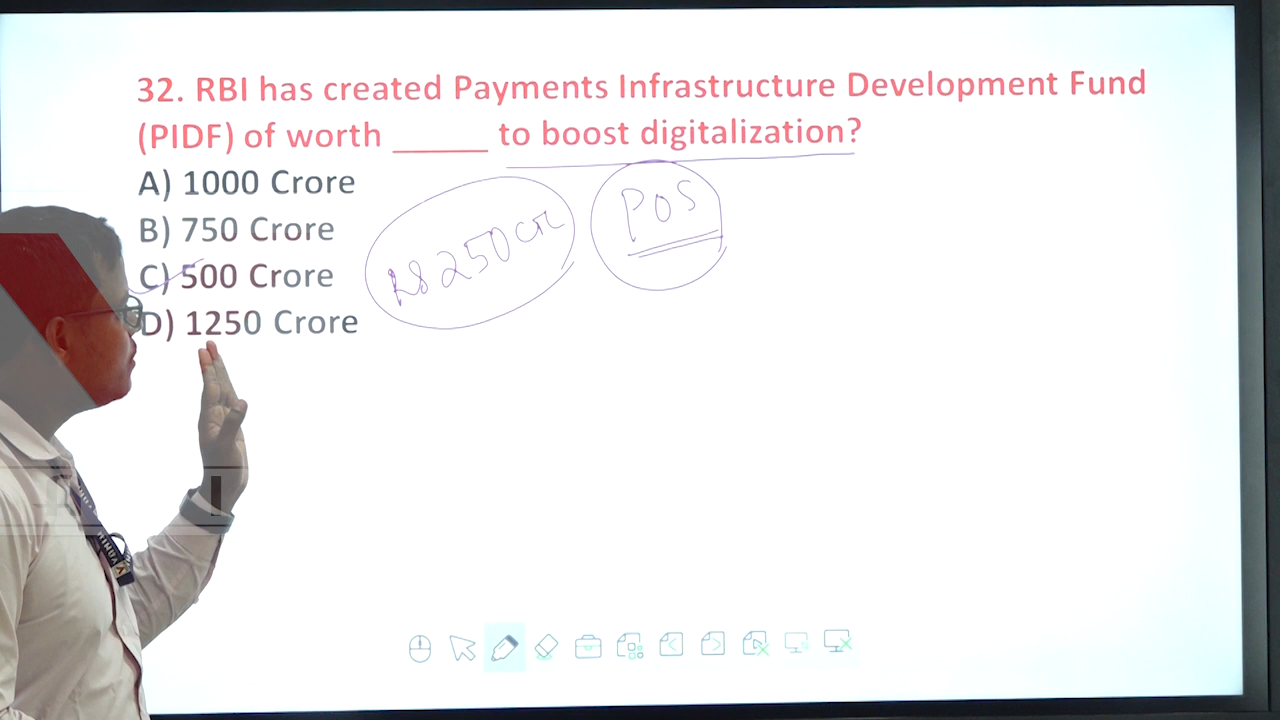 32. RBI has created Payments Infrastructure Development Fund
(PIDF) of worth ______ to boost digitalization?
A) 1000 Crore
B) 750 Crore
C) 500 Crore
D) 1250 Crore
Rs 250 cr
POS